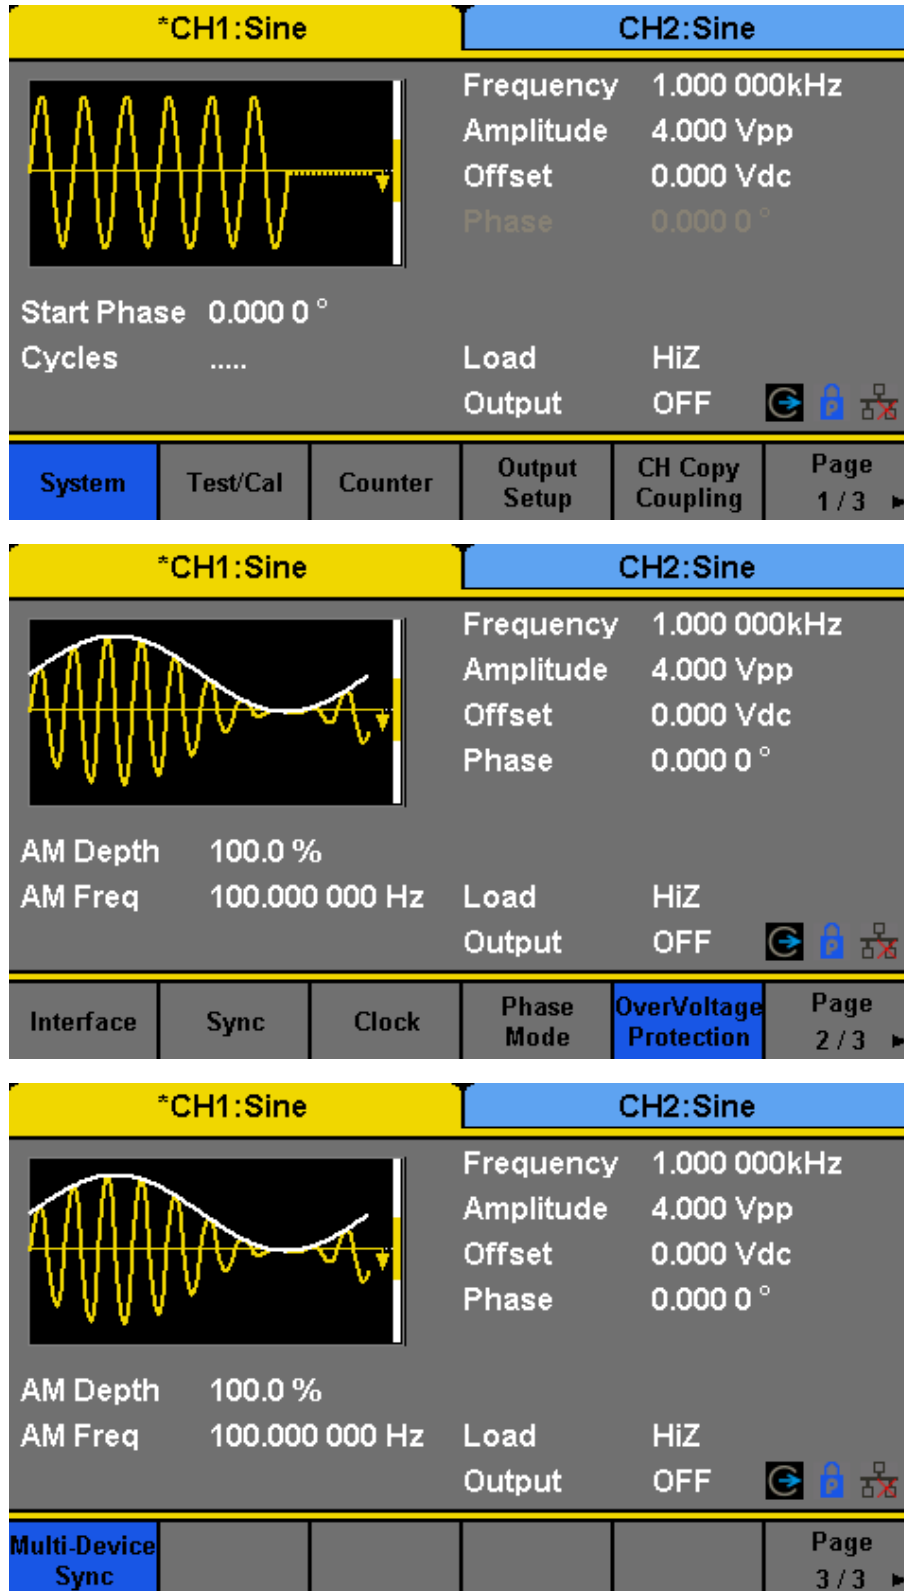 *CH1:Sine CH2:Sine
Frequency 1.000 000kHz
Amplitude 4.000 Vpp
Offset 0.000 Vdc
Phase 0.000 0 °
Start Phase 0.000 0 °
Cycles ..... Load HiZ
Output OFF
System Test/Cal Counter Output Setup CH Copy Coupling Page 1 / 3
*CH1:Sine CH2:Sine
Frequency 1.000 000kHz
Amplitude 4.000 Vpp
Offset 0.000 Vdc
Phase 0.000 0 °
AM Depth 100.0 %
AM Freq 100.000 000 Hz Load HiZ
Output OFF
Interface Sync Clock Phase Mode OverVoltage Protection Page 2 / 3
*CH1:Sine CH2:Sine
Frequency 1.000 000kHz
Amplitude 4.000 Vpp
Offset 0.000 Vdc
Phase 0.000 0 °
AM Depth 100.0 %
AM Freq 100.000 000 Hz Load HiZ
Output OFF
Multi-Device Sync Page 3 / 3